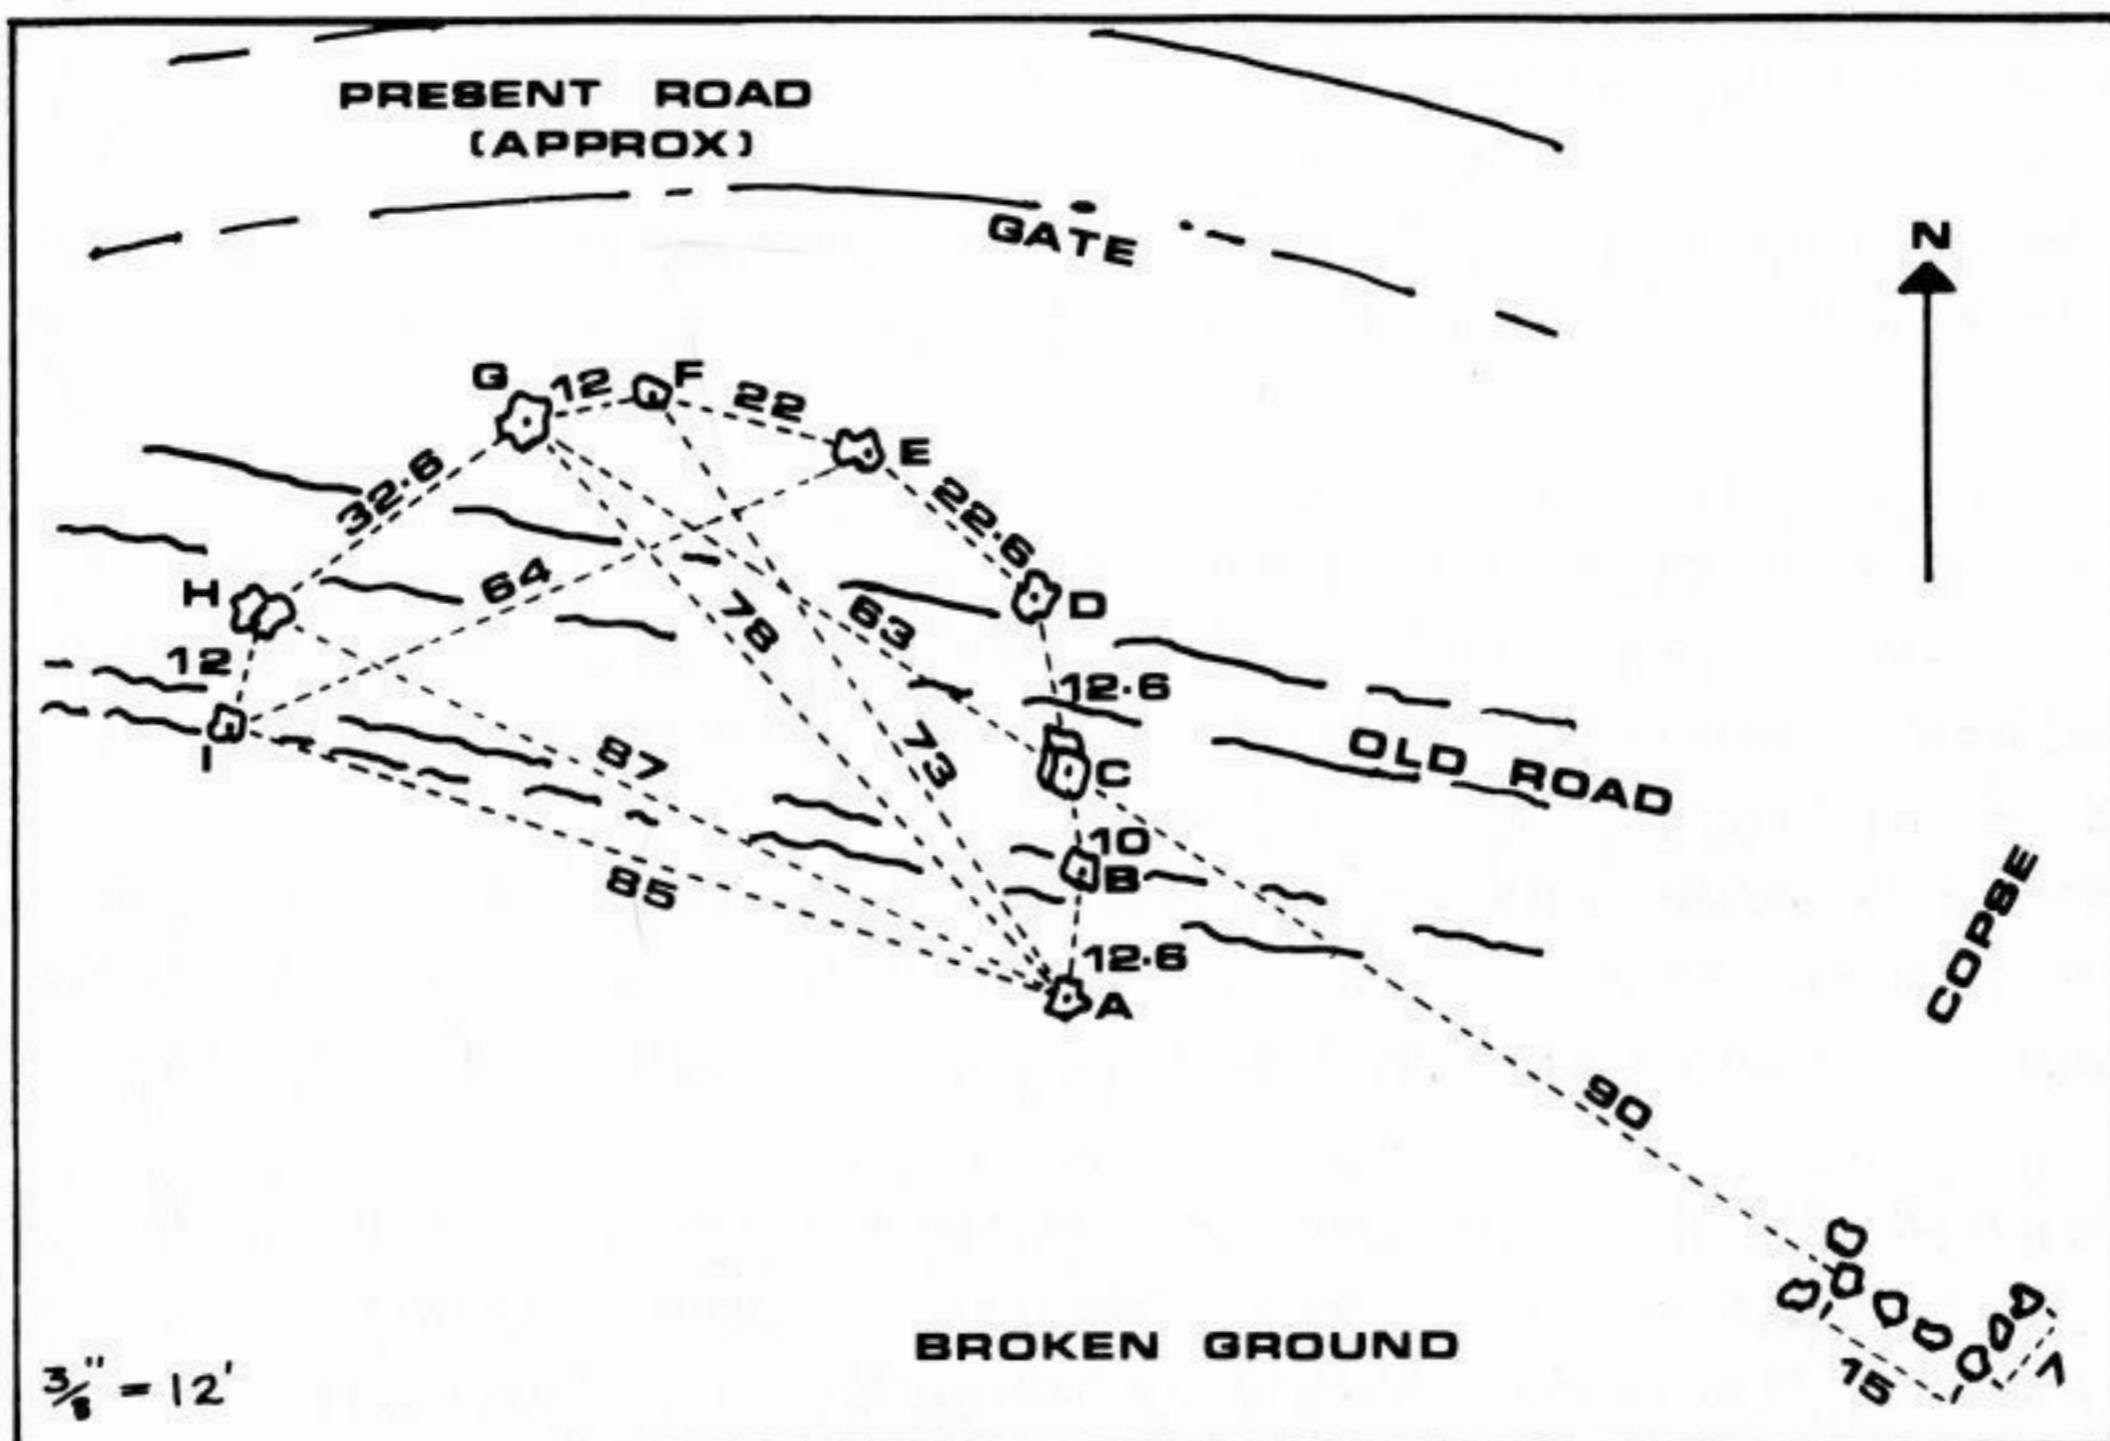 PRESENT ROAD
(APPROX)
GATE
N
G
12
F
22
E
32.6
22.6
H
64
78
63
D
12
12.6
I
87
73
C
OLD ROAD
85
10
B
12.6
A
COPSE
90
BROKEN GROUND
15
7
3/8" = 12'